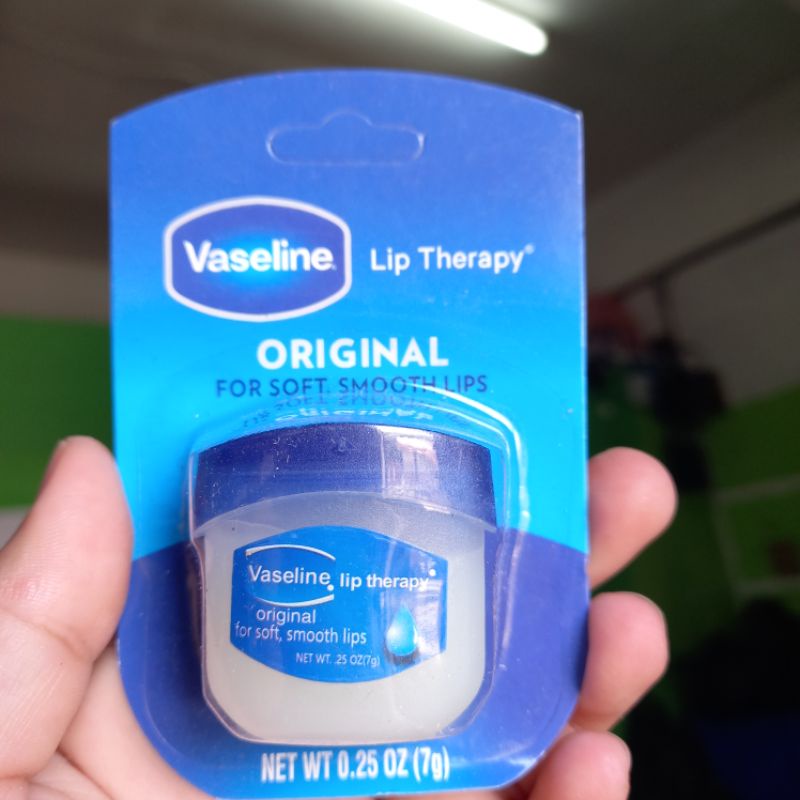 Vaseline® Lip Therapy®
ORIGINAL
FOR SOFT, SMOOTH LIPS
Vaseline. lip therapy®
original
for soft, smooth lips
NET WT. .25 OZ(7g)
NET WT 0.25 OZ (7g)